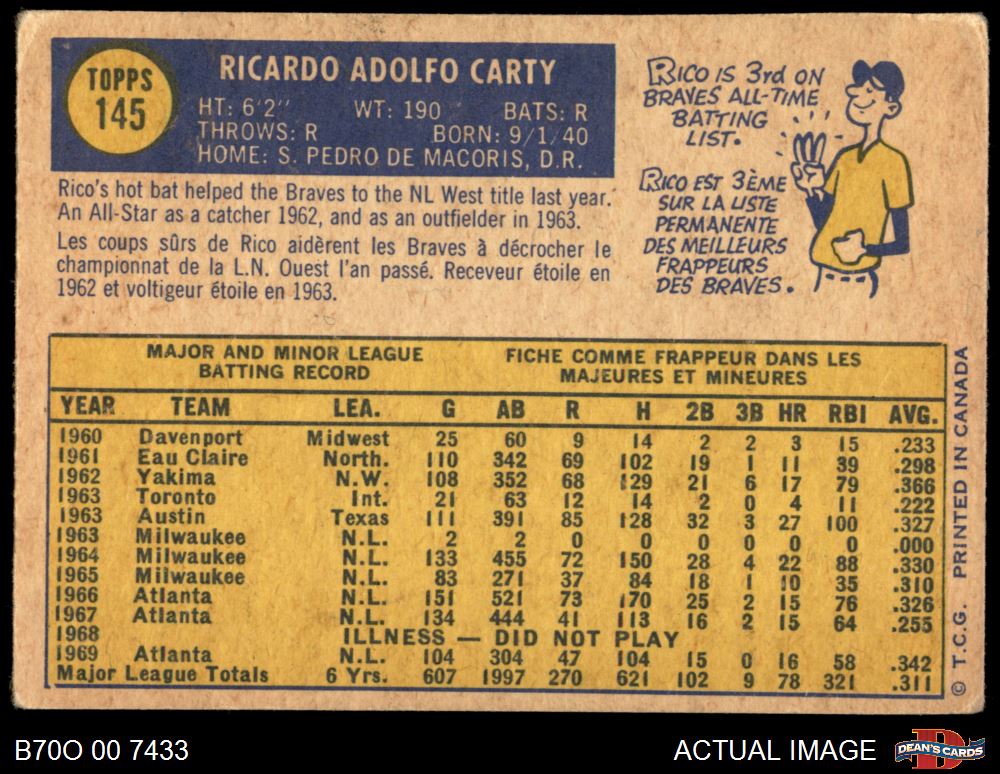 TOPPS
145
RICARDO ADOLFO CARTY
HT: 6'2" WT: 190 BATS: R
THROWS: R BORN: 9/1/40
HOME: S. PEDRO DE MACORIS, D.R.
Rico's hot bat helped the Braves to the NL West title last year.
An All-Star as a catcher 1962, and as an outfielder in 1963.
Les coups sûrs de Rico aidèrent les Braves à décrocher le
championnat de la L.N. Ouest l'an passé. Receveur étoile en
1962 et voltigeur étoile en 1963.
RICO IS 3rd ON
BRAVES ALL-TIME
BATTING
LIST.
RICO EST 3ÈME
SUR LA LISTE
PERMANENTE
DES MEILLEURS
FRAPPEURS
DES BRAVES.
MAJOR AND MINOR LEAGUE
BATTING RECORD
FICHE COMME FRAPPEUR DANS LES
MAJEURES ET MINEURES
YEAR TEAM LEA. G AB R H 2B 3B HR RBI AVG.
1960 Davenport Midwest 25 60 9 14 2 2 3 15 .233
1961 Eau Claire North. 110 342 69 102 19 1 11 39 .298
1962 Yakima N.W. 108 352 68 129 21 6 17 79 .366
1963 Toronto Int. 21 63 12 14 2 0 4 11 .222
1963 Austin Texas 111 391 85 128 32 3 27 100 .327
1963 Milwaukee N.L. 2 2 0 0 0 0 0 0 .000
1964 Milwaukee N.L. 133 455 72 150 28 4 22 88 .330
1965 Milwaukee N.L. 83 271 37 84 18 1 10 35 .310
1966 Atlanta N.L. 151 521 73 170 25 2 15 76 .326
1967 Atlanta N.L. 134 444 41 113 16 2 15 64 .255
1968 ILLNESS — DID NOT PLAY
1969 Atlanta N.L. 104 304 47 104 15 0 16 58 .342
Major League Totals 6 Yrs. 607 1997 270 621 102 9 78 321 .311
© T.C.G. PRINTED IN CANADA
B70O 00 7433
ACTUAL IMAGE
DEAN'S CARDS